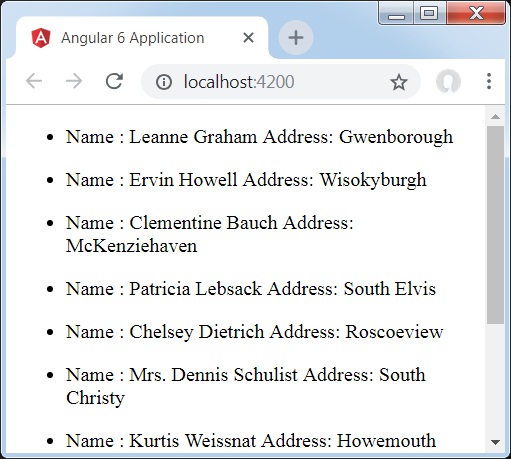 Angular 6 Application
localhost:4200
Name : Leanne Graham Address: Gwenborough
Name : Ervin Howell Address: Wisokyburgh
Name : Clementine Bauch Address:
McKenziehaven
Name : Patricia Lebsack Address: South Elvis
Name : Chelsey Dietrich Address: Roscoeview
Name : Mrs. Dennis Schulist Address: South
Christy
Name : Kurtis Weissnat Address: Howemouth